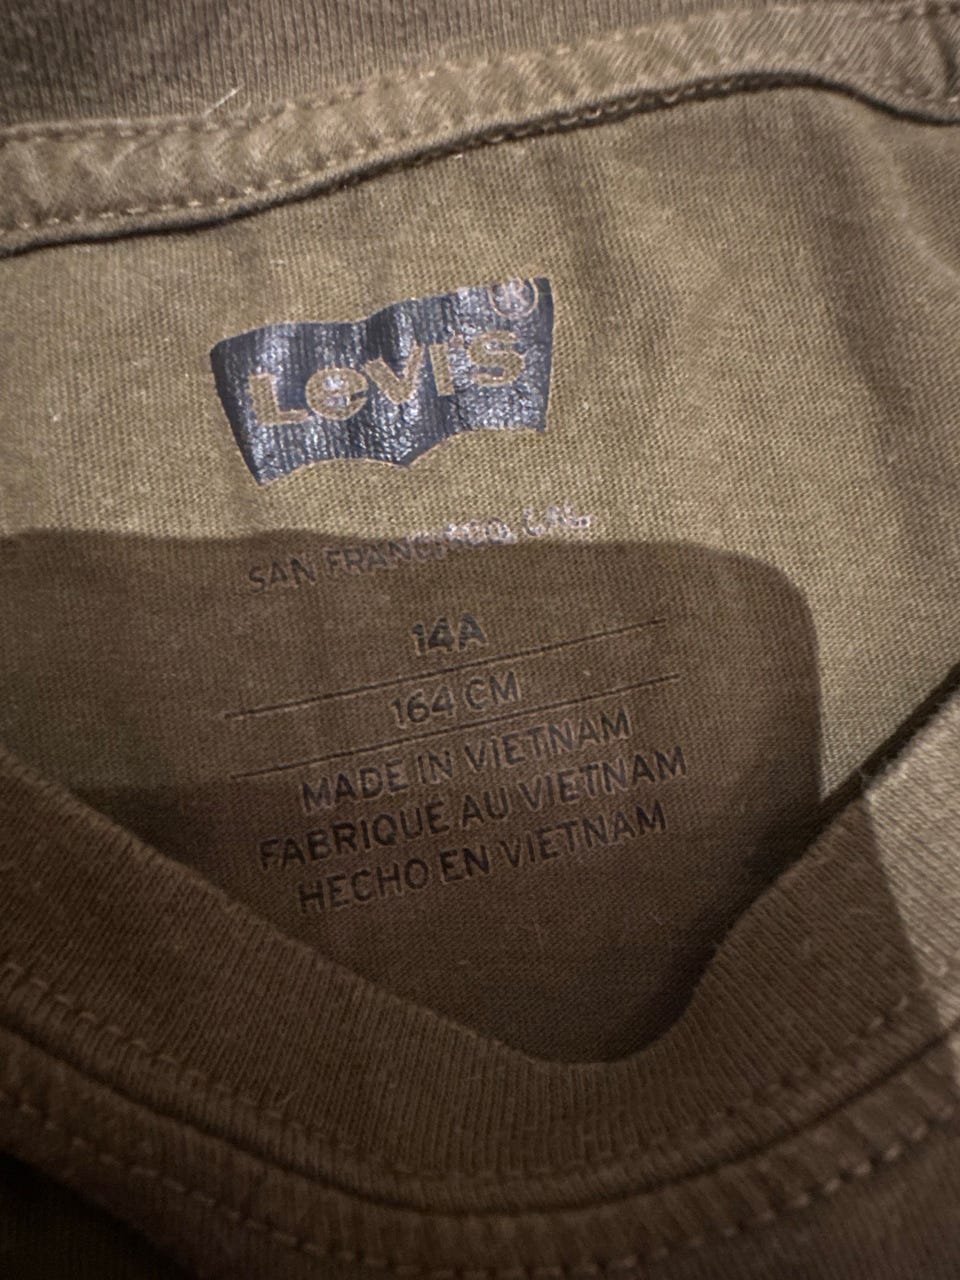 Levi's ®
SAN FRANCISCO, CAL
14A
164 CM
MADE IN VIETNAM
FABRIQUE AU VIETNAM
HECHO EN VIETNAM